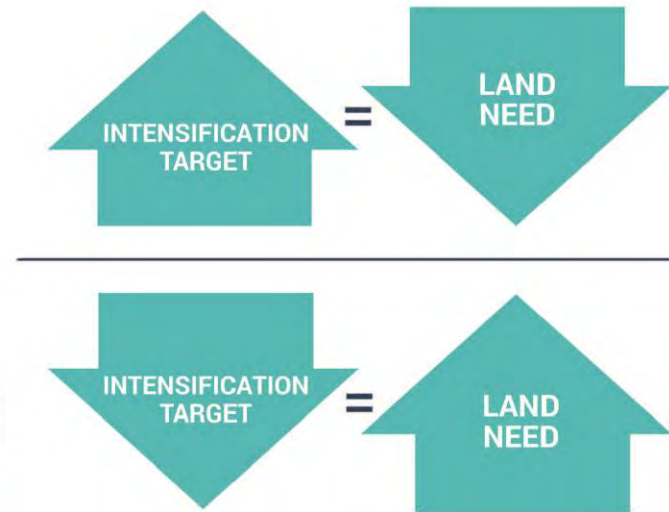 INTENSIFICATION
TARGET
=
LAND
NEED
INTENSIFICATION
TARGET
=
LAND
NEED